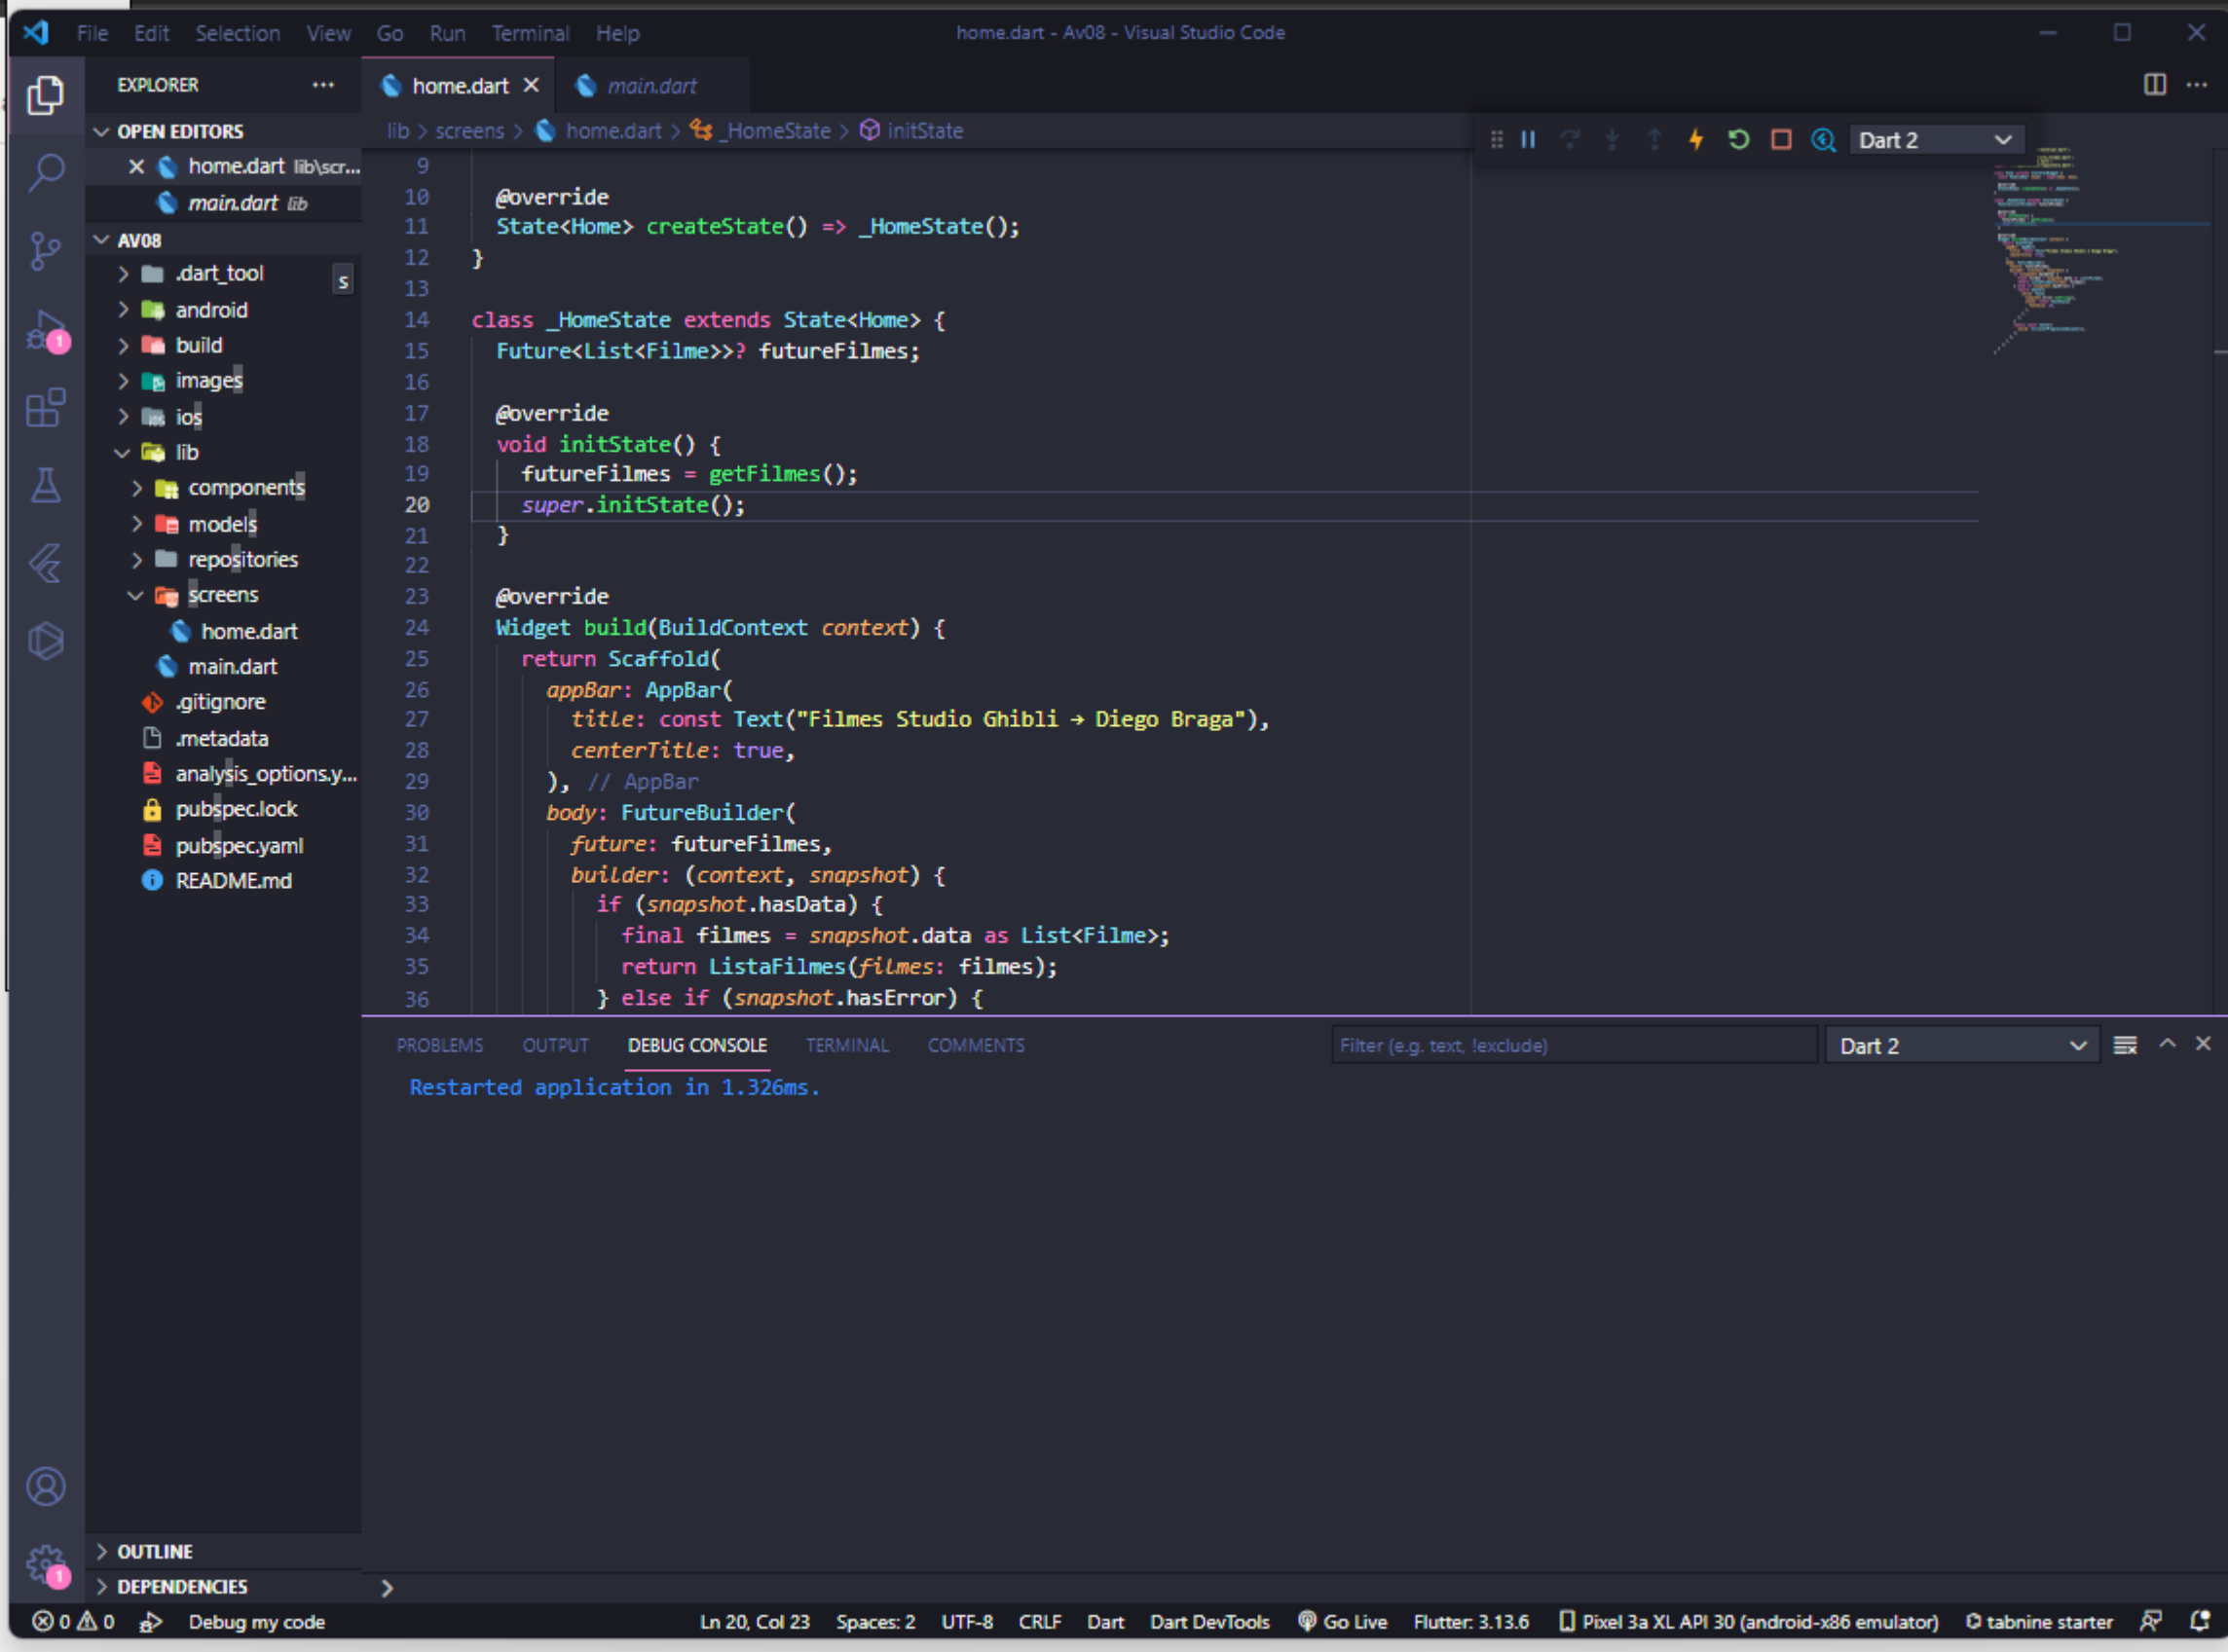 File Edit Selection View Go Run Terminal Help
home.dart - Av08 - Visual Studio Code
EXPLORER
home.dart
main.dart
OPEN EDITORS
home.dart lib\scr...
main.dart lib
AV08
.dart_tool
s
android
build
images
ios
lib
components
models
repositories
screens
home.dart
main.dart
.gitignore
.metadata
analysis_options.y...
pubspec.lock
pubspec.yaml
README.md
OUTLINE
DEPENDENCIES
1
1
lib > screens > home.dart > _HomeState > initState
Dart 2
9
10 @override
11 State<Home> createState() => _HomeState();
12 }
13
14 class _HomeState extends State<Home> {
15 Future<List<Filme>>? futureFilmes;
16
17 @override
18 void initState() {
19 futureFilmes = getFilmes();
20 super.initState();
21 }
22
23 @override
24 Widget build(BuildContext context) {
25 return Scaffold(
26 appBar: AppBar(
27 title: const Text("Filmes Studio Ghibli → Diego Braga"),
28 centerTitle: true,
29 ), // AppBar
30 body: FutureBuilder(
31 future: futureFilmes,
32 builder: (context, snapshot) {
33 if (snapshot.hasData) {
34 final filmes = snapshot.data as List<Filme>;
35 return ListaFilmes(filmes: filmes);
36 } else if (snapshot.hasError) {
PROBLEMS OUTPUT DEBUG CONSOLE TERMINAL COMMENTS
Filter (e.g. text, !exclude)
Dart 2
Restarted application in 1.326ms.
0 0 Debug my code
Ln 20, Col 23 Spaces: 2 UTF-8 CRLF Dart Dart DevTools Go Live Flutter: 3.13.6 Pixel 3a XL API 30 (android-x86 emulator) tabnine starter